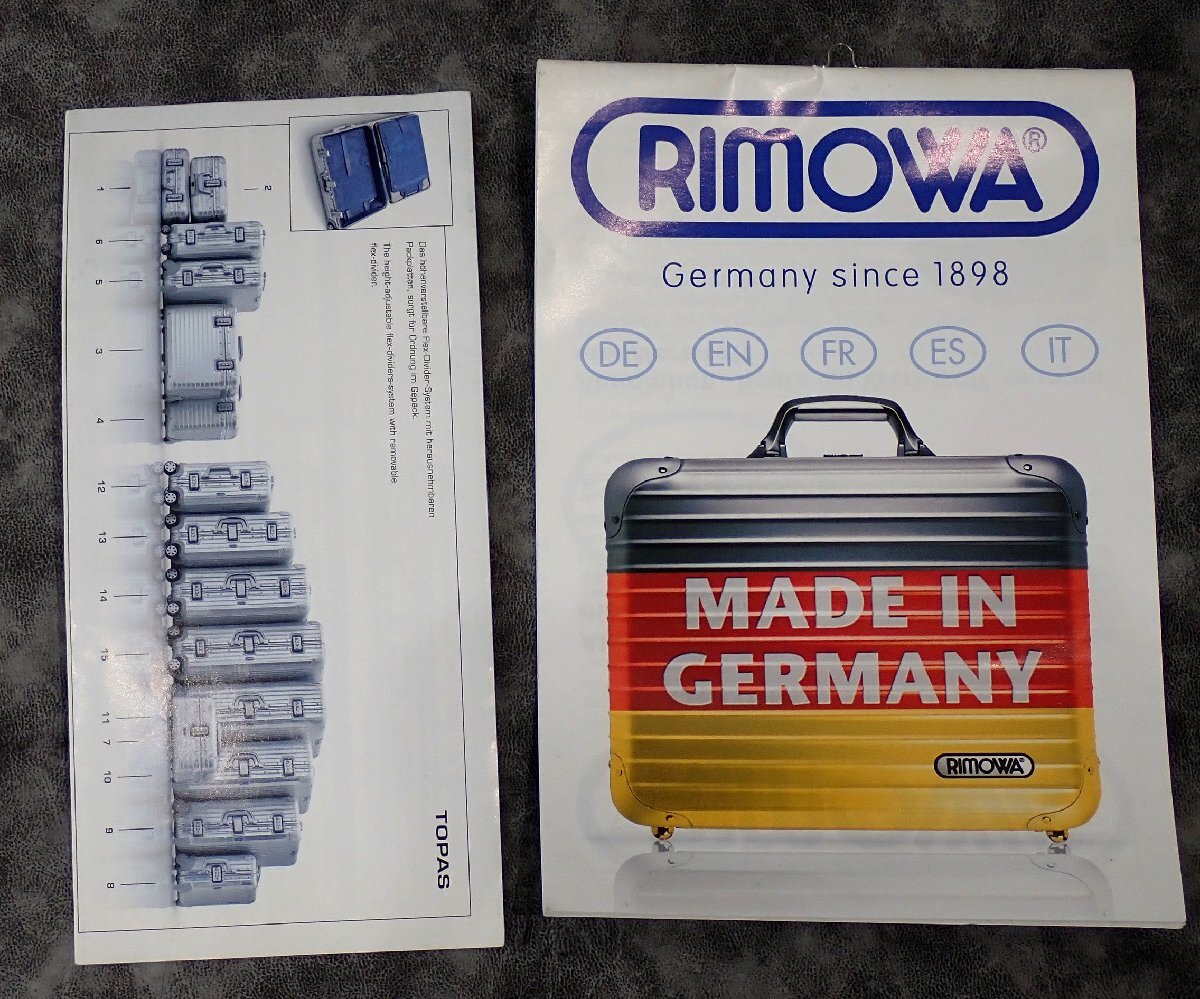 2
1
6
5
3
4
12
13
14
15
11
7
10
9
8
Das höhenverstellbare Flex-Divider-System mit herausnehmbaren
Packplatten, sorgt für Ordnung im Gepäck.
The height-adjustable flex-dividers-system with removable
flex-divider.
TOPAS
RIMOWA®
Germany since 1898
DE EN FR ES IT
MADE IN
GERMANY
RIMOWA